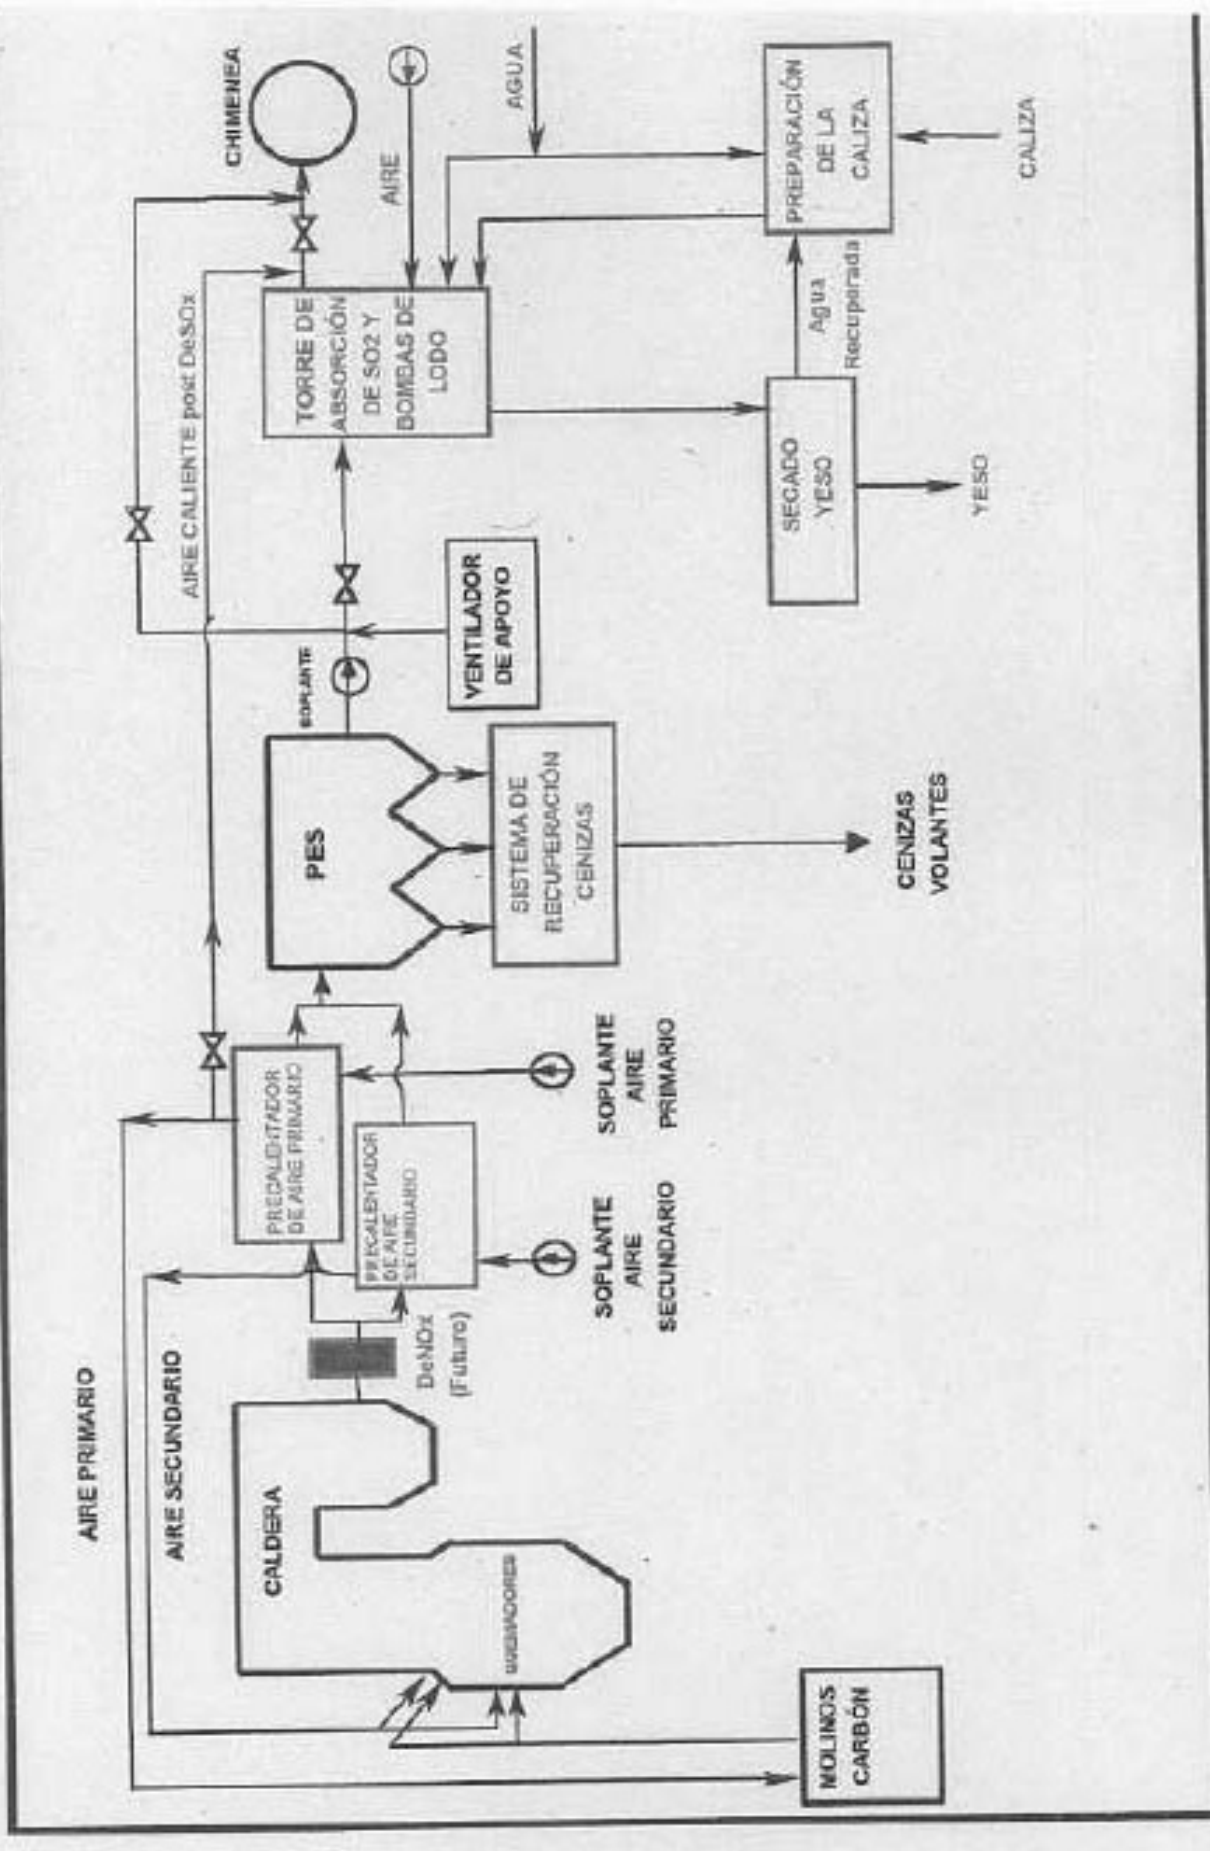 AIRE PRIMARIO
AIRE SECUNDARIO
CALDERA
QUEMADORES
MOLINOS
CARBÓN
DeNOx
(Futuro)
PRECALENTADOR
DE AIRE PRIMARIO
PRECALENTADOR
DE AIRE
SECUNDARIO
SOPLANTE
AIRE
SECUNDARIO
SOPLANTE
AIRE
PRIMARIO
PES
SISTEMA DE
RECUPERACIÓN
CENIZAS
CENIZAS
VOLANTES
SOPLANTE
VENTILADOR
DE APOYO
AIRE CALIENTE post DeSOx
TORRE DE
ABSORCIÓN
DE SO2 Y
BOMBAS DE
LODO
CHIMENEA
AIRE
AGUA
SECADO
YESO
YESO
Agua
Recuperada
PREPARACIÓN
DE LA
CALIZA
CALIZA